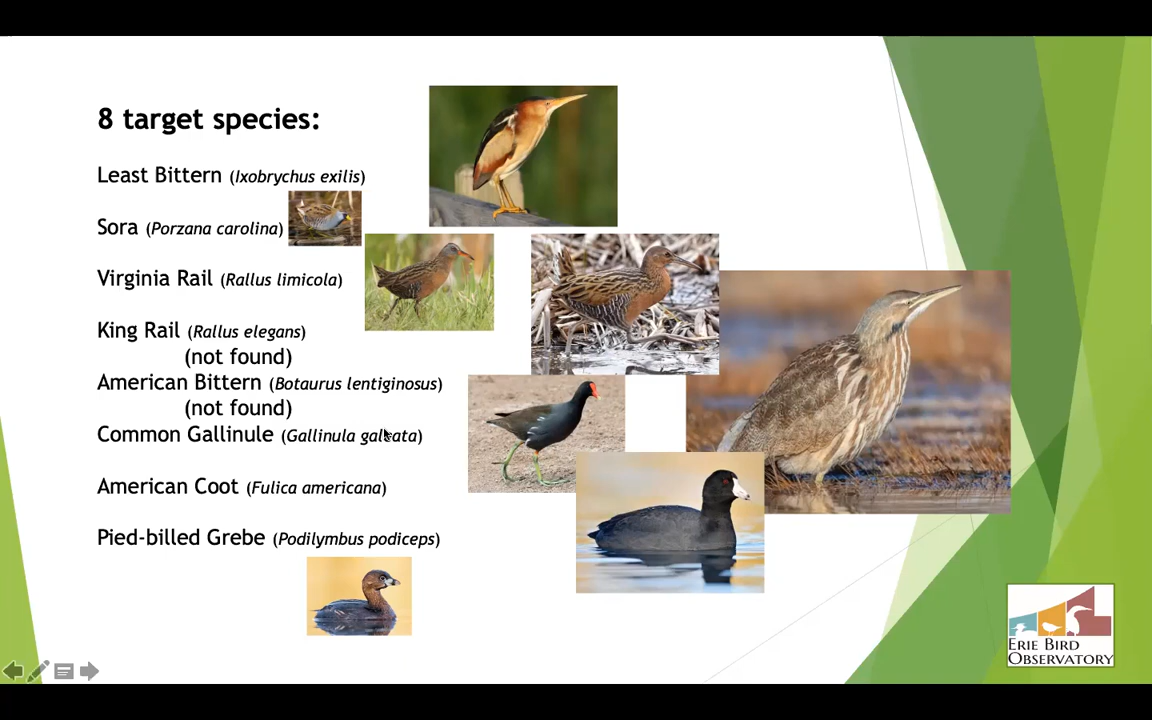 8 target species:
Least Bittern (Ixobrychus exilis)
Sora (Porzana carolina)
Virginia Rail (Rallus limicola)
King Rail (Rallus elegans)
(not found)
American Bittern (Botaurus lentiginosus)
(not found)
Common Gallinule (Gallinula galeata)
American Coot (Fulica americana)
Pied-billed Grebe (Podilymbus podiceps)
ERIE BIRD
OBSERVATORY